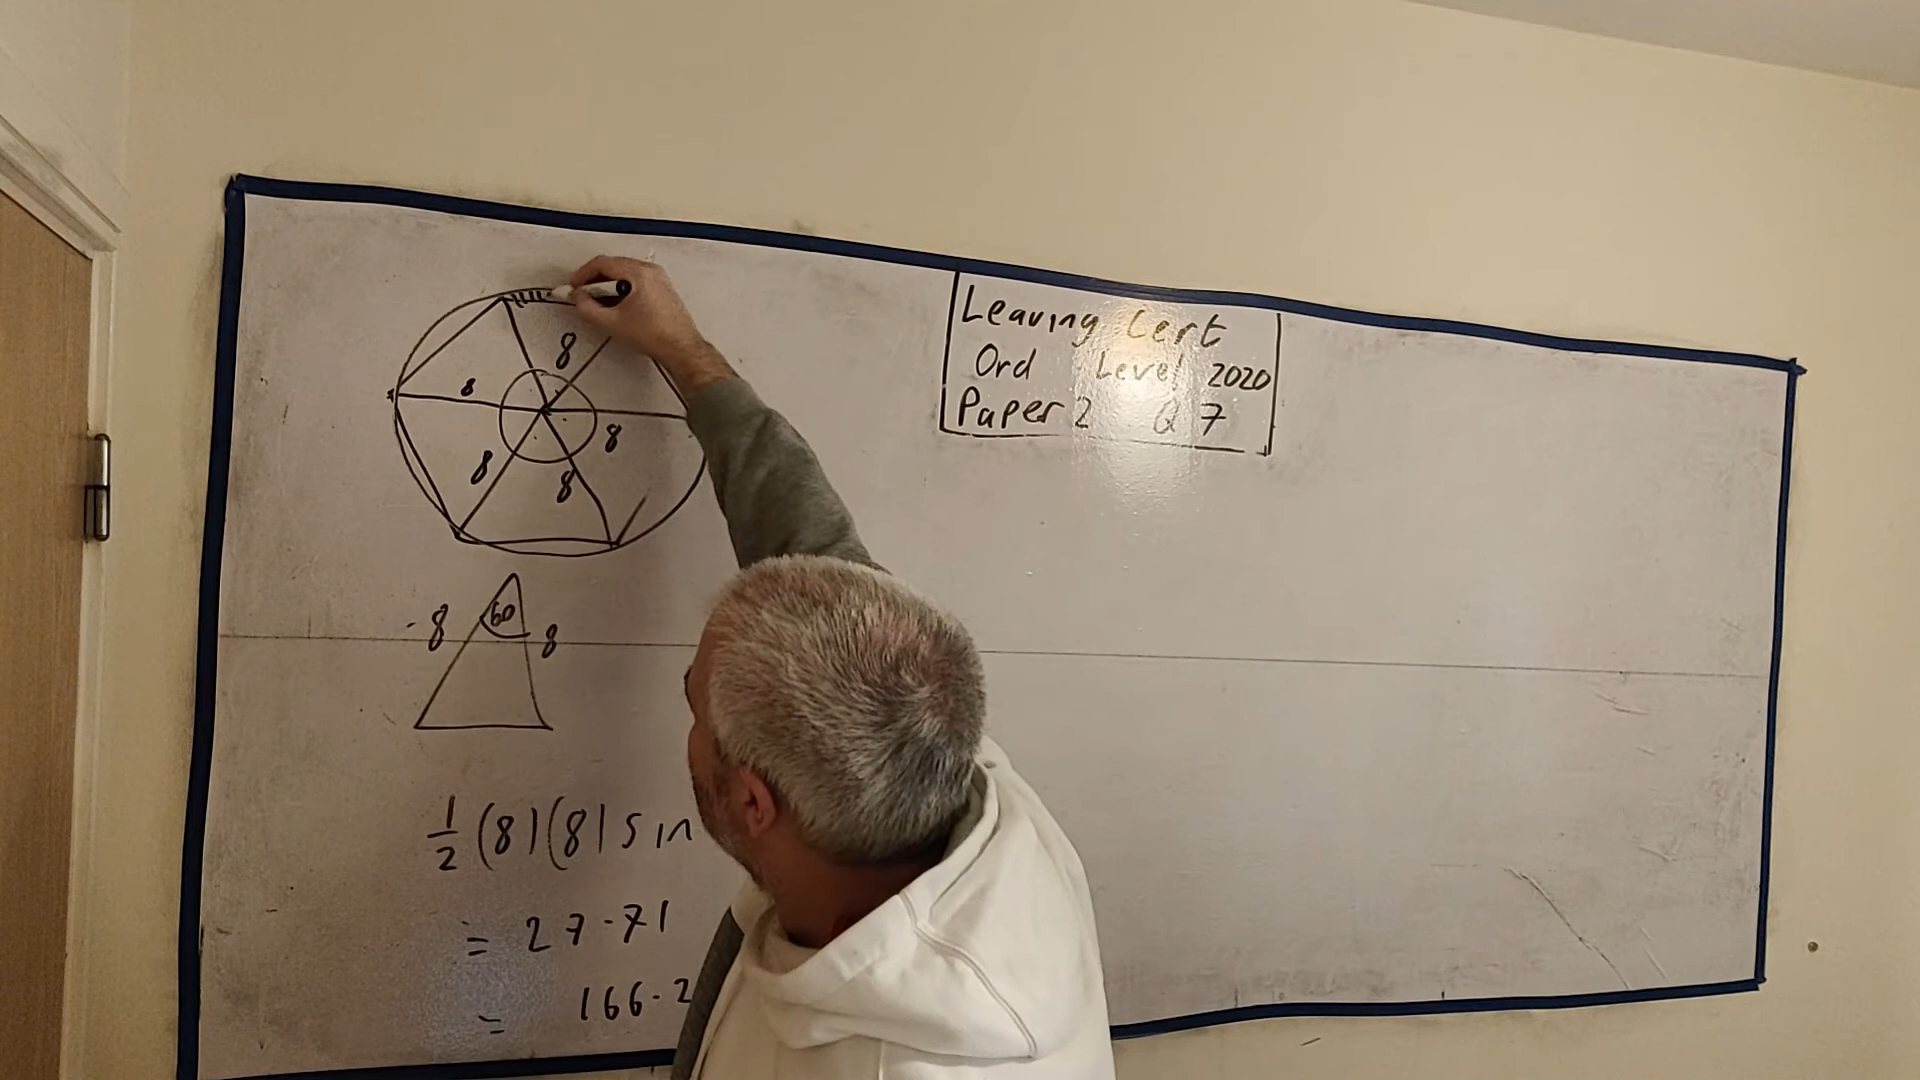 Leaving Cert
Ord Level 2020
Paper 2 Q 7
8
8
8
8
8
60
8
8
1/2 (8)(8) sin
= 27.71
= 166.2